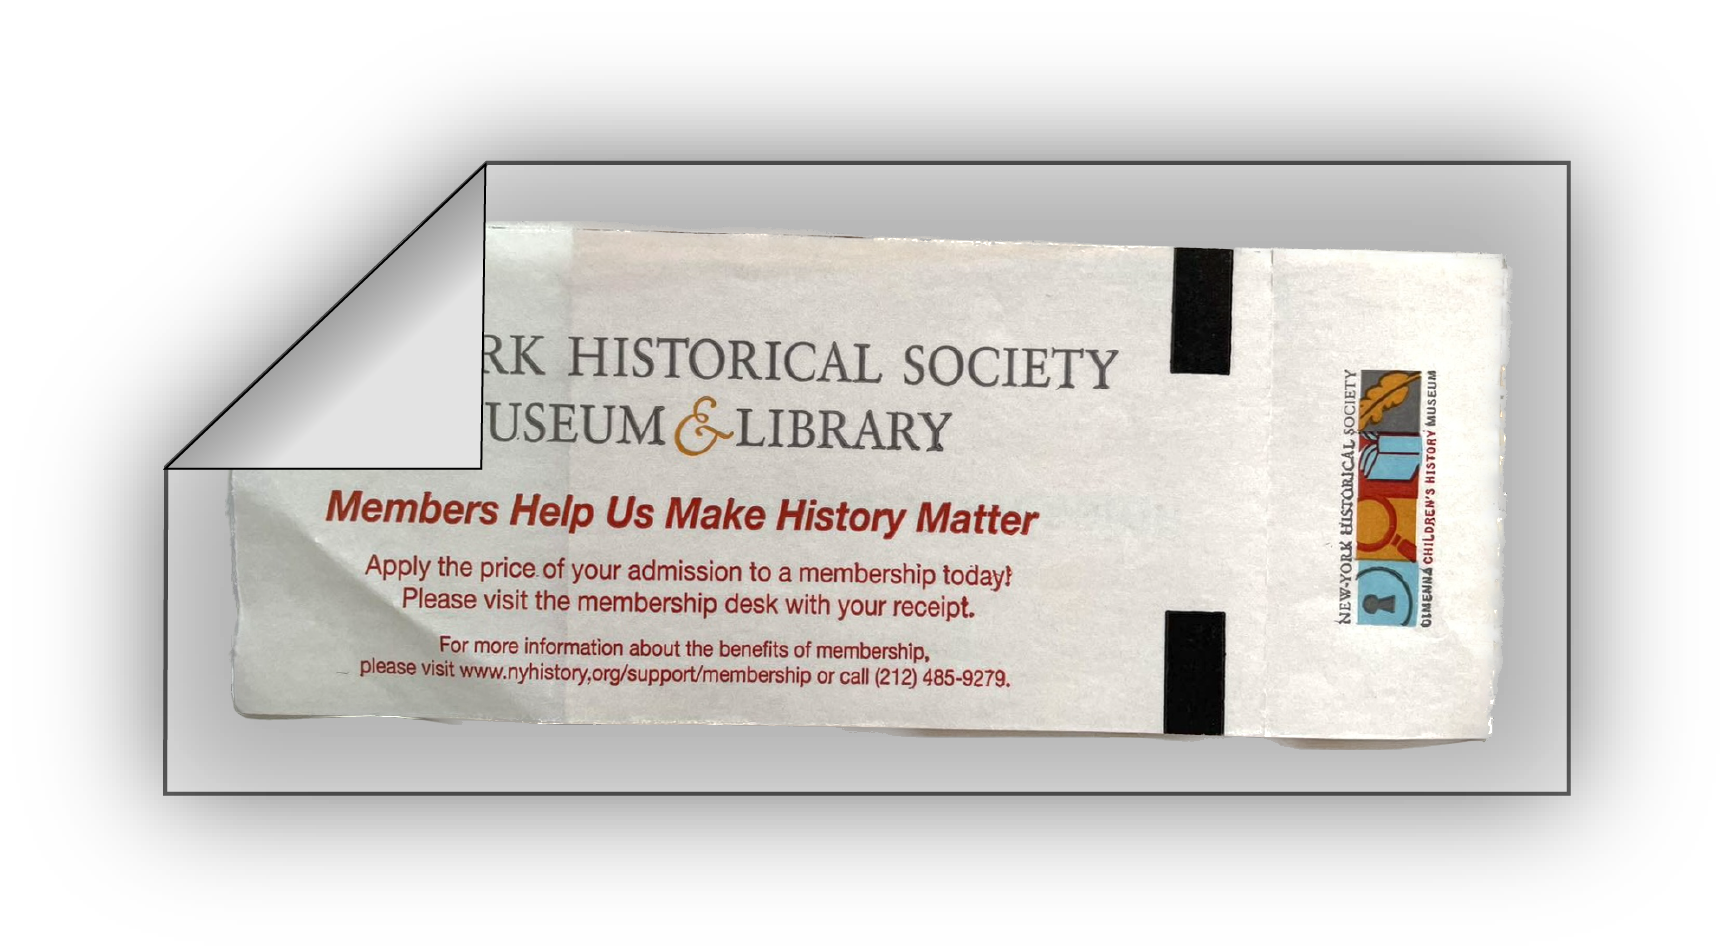 RK HISTORICAL SOCIETY
USEUM & LIBRARY
Members Help Us Make History Matter
Apply the price of your admission to a membership today!
Please visit the membership desk with your receipt.
For more information about the benefits of membership,
please visit www.nyhistory.org/support/membership or call (212) 485-9279.
NEW-YORK HISTORICAL SOCIETY
DIMENNA CHILDREN'S HISTORY MUSEUM